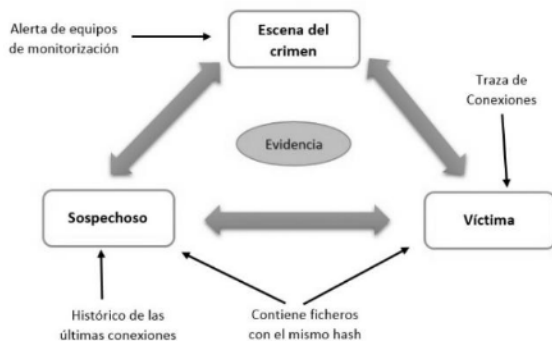 Alerta de equipos
de monitorización
Escena del
crimen
Traza de
Conexiones
Evidencia
Sospechoso
Víctima
Histórico de las
últimas conexiones
Contiene ficheros
con el mismo hash